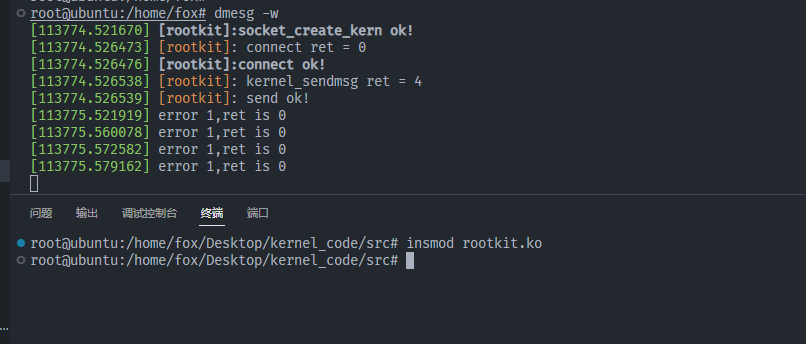 root@ubuntu:/home/fox# dmesg -w
[113774.521670] [rootkit]:socket_create_kern ok!
[113774.526473] [rootkit]: connect ret = 0
[113774.526476] [rootkit]:connect ok!
[113774.526538] [rootkit]: kernel_sendmsg ret = 4
[113774.526539] [rootkit]: send ok!
[113775.521919] error 1,ret is 0
[113775.560078] error 1,ret is 0
[113775.572582] error 1,ret is 0
[113775.579162] error 1,ret is 0
问题 输出 调试控制台 终端 端口
root@ubuntu:/home/fox/Desktop/kernel_code/src# insmod rootkit.ko
root@ubuntu:/home/fox/Desktop/kernel_code/src#